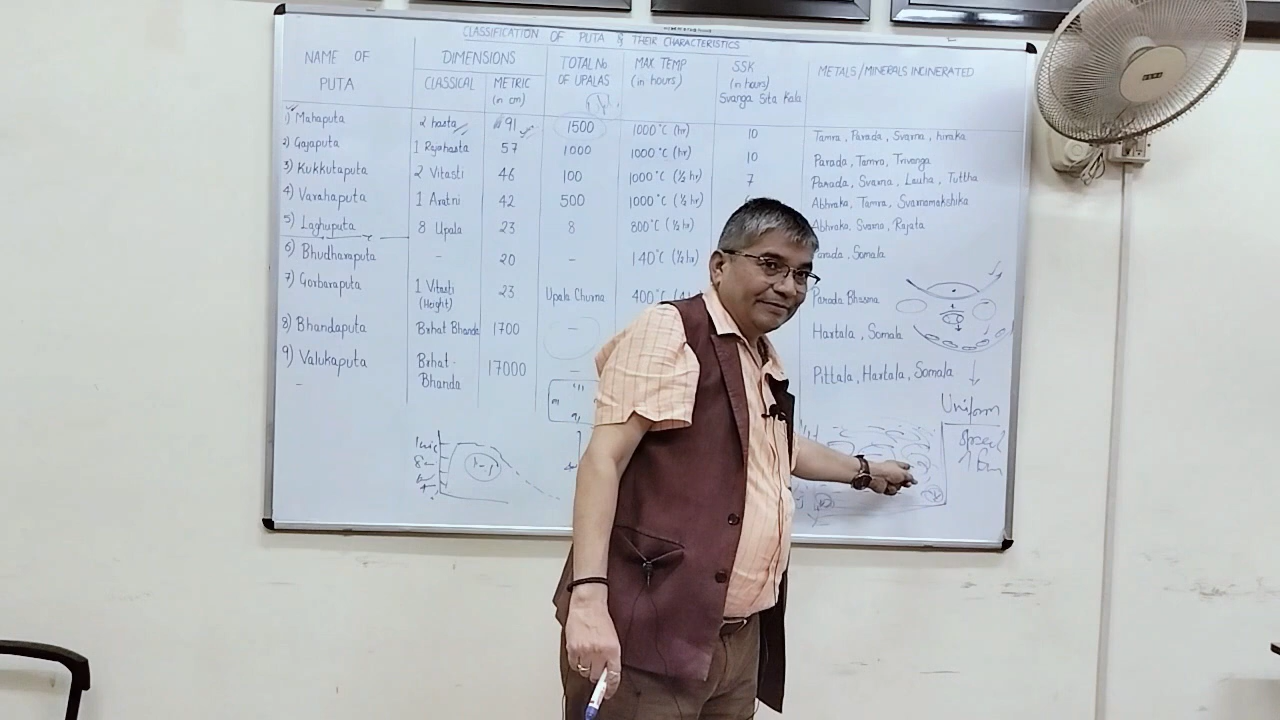 CLASSIFICATION OF PUTA & THEIR CHARACTERISTICS
NAME OF PUTA DIMENSIONS TOTAL No OF UPALAS MAX TEMP (in hours) SSK (in hours) Svanga Sita Kala METALS/MINERALS INCINERATED
CLASSICAL METRIC (in cm)
1) Mahaputa 2 hasta 91 1500 1000°C (hr) 10 Tamra, Parada, Svarna, hiraka
2) Gajaputa 1 Rajahasta 57 1000 1000°C (hr) 10 Parada, Tamra, Trivanga
3) Kukkutaputa 2 Vitasti 46 100 1000°C (½ hr) 7 Parada, Svarna, Lauha, Tuttha
4) Varahaputa 1 Aratni 42 500 1000°C (½ hr) Abhraka, Tamra, Svarnamakshika
5) Laghuputa 8 Upala 23 8 800°C (½ hr) Abhraka, Svarna, Rajata
6) Bhudharaputa - 20 - 140°C (½ hr) Parada, Somala
7) Gorbaraputa 1 Vitasti (Height) 23 Upala Churna 400°C Parada Bhasma
8) Bhandaputa Brhat Bhanda 1700 - Hartala, Somala
9) Valukaputa Brhat Bhanda 17000 - Pittala, Hartala, Somala
Uniform